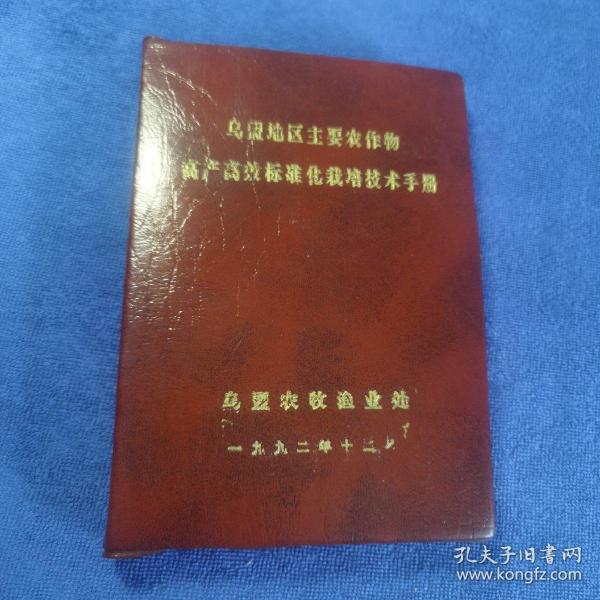 乌盟地区主要农作物
高产高效标准化栽培技术手册
乌盟农牧渔业处
一九九二年十二月
孔夫子旧書网
www.kongfz.com